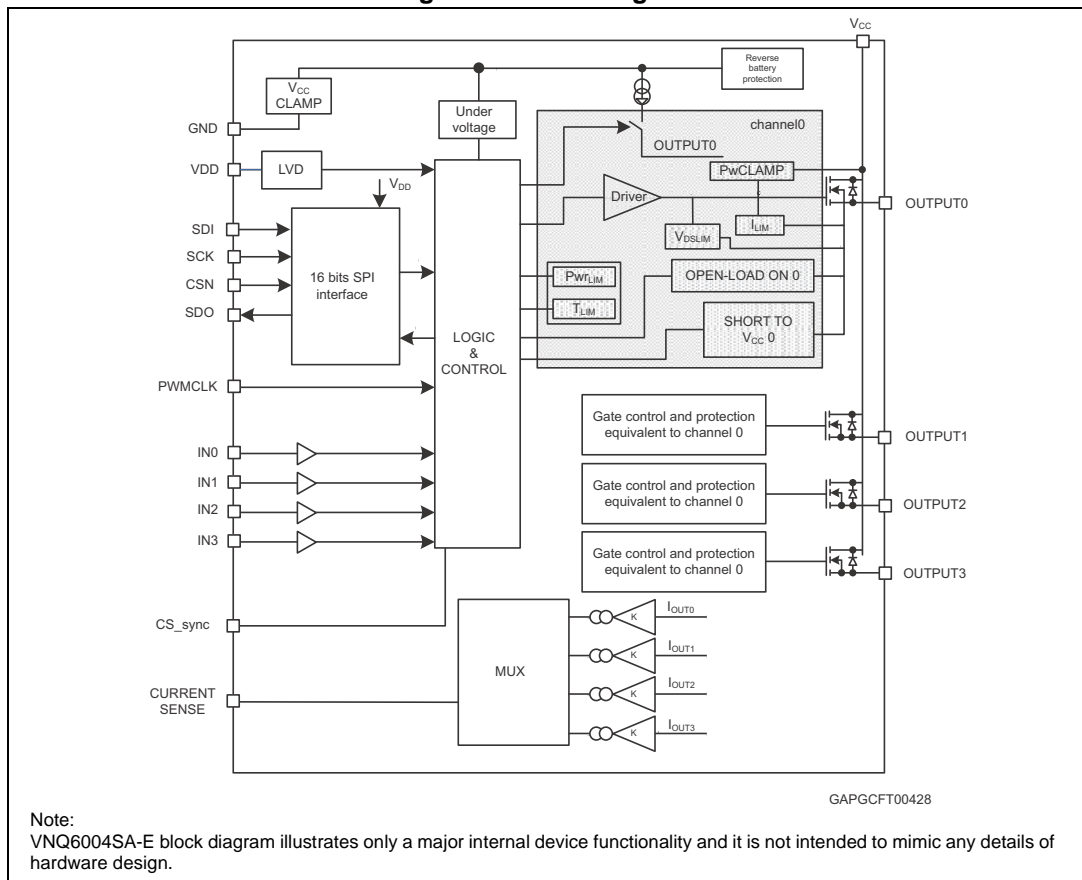 VCC
Reverse
battery
protection
VCC
CLAMP
Under
voltage
channel0
GND
OUTPUT0
VDD
LVD
PwCLAMP
VDD
Driver
OUTPUT0
ILIM
SDI
VDSLIM
SCK
CSN
SDO
16 bits SPI
interface
PwrLIM
OPEN-LOAD ON 0
TLIM
SHORT TO
VCC 0
LOGIC
&
CONTROL
PWMCLK
Gate control and protection
equivalent to channel 0
OUTPUT1
IN0
IN1
Gate control and protection
equivalent to channel 0
OUTPUT2
IN2
IN3
Gate control and protection
equivalent to channel 0
OUTPUT3
CS_sync
IOUT0
K
IOUT1
K
MUX
IOUT2
K
CURRENT
SENSE
IOUT3
K
GAPGCFT00428
Note:
VNQ6004SA-E block diagram illustrates only a major internal device functionality and it is not intended to mimic any details of
hardware design.